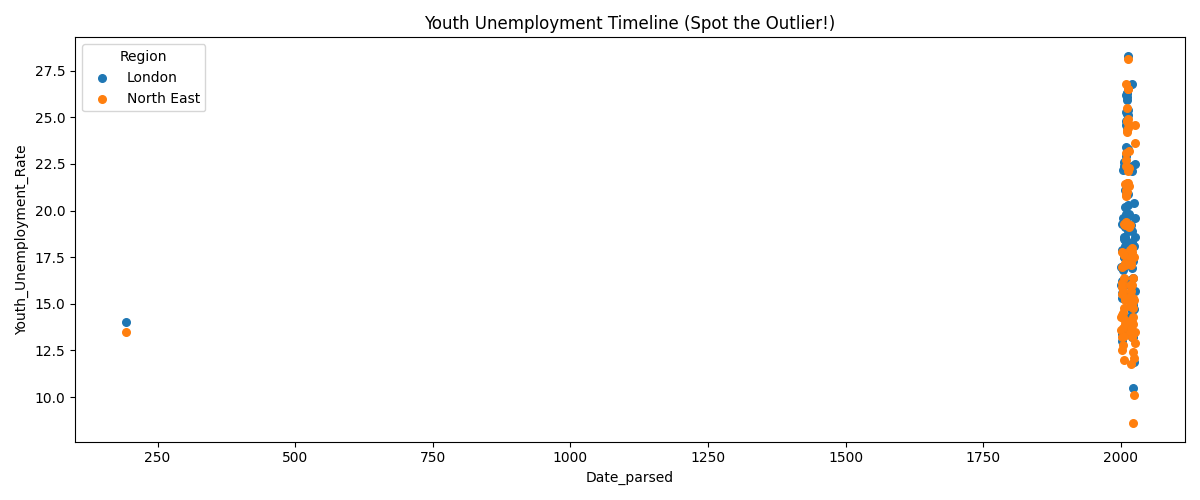 Youth Unemployment Timeline (Spot the Outlier!)
Region
London
North East
Youth_Unemployment_Rate
27.5
25.0
22.5
20.0
17.5
15.0
12.5
10.0
250 500 750 1000 1250 1500 1750 2000
Date_parsed